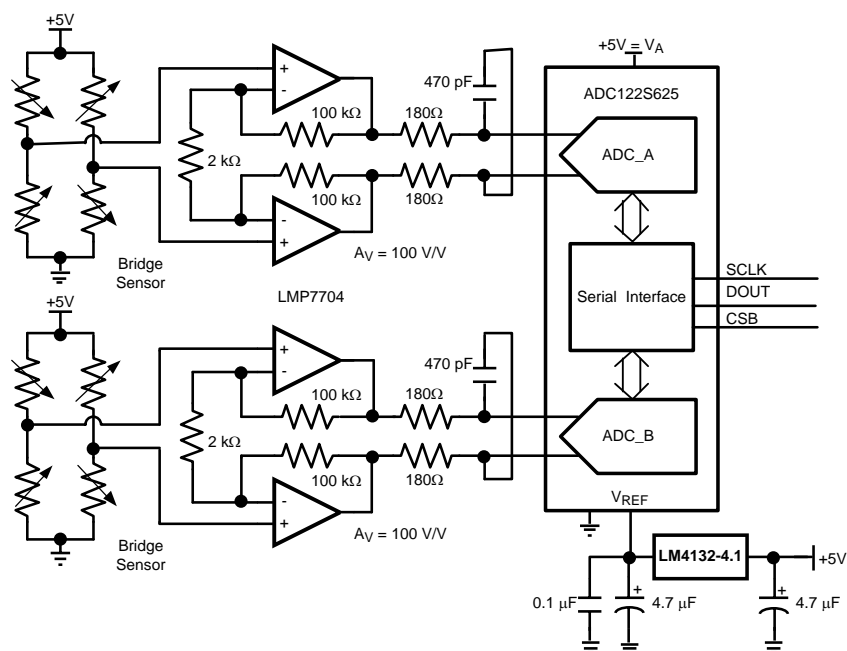 +5V
+
-
100 kΩ
180Ω
470 pF
2 kΩ
100 kΩ
180Ω
-
+
A_V = 100 V/V
Bridge
Sensor
LMP7704
+5V
+
-
100 kΩ
180Ω
470 pF
2 kΩ
100 kΩ
180Ω
-
+
A_V = 100 V/V
Bridge
Sensor
+5V = V_A
ADC122S625
ADC_A
Serial Interface
SCLK
DOUT
CSB
ADC_B
V_REF
LM4132-4.1
+5V
0.1 μF
+
4.7 μF
+
4.7 μF